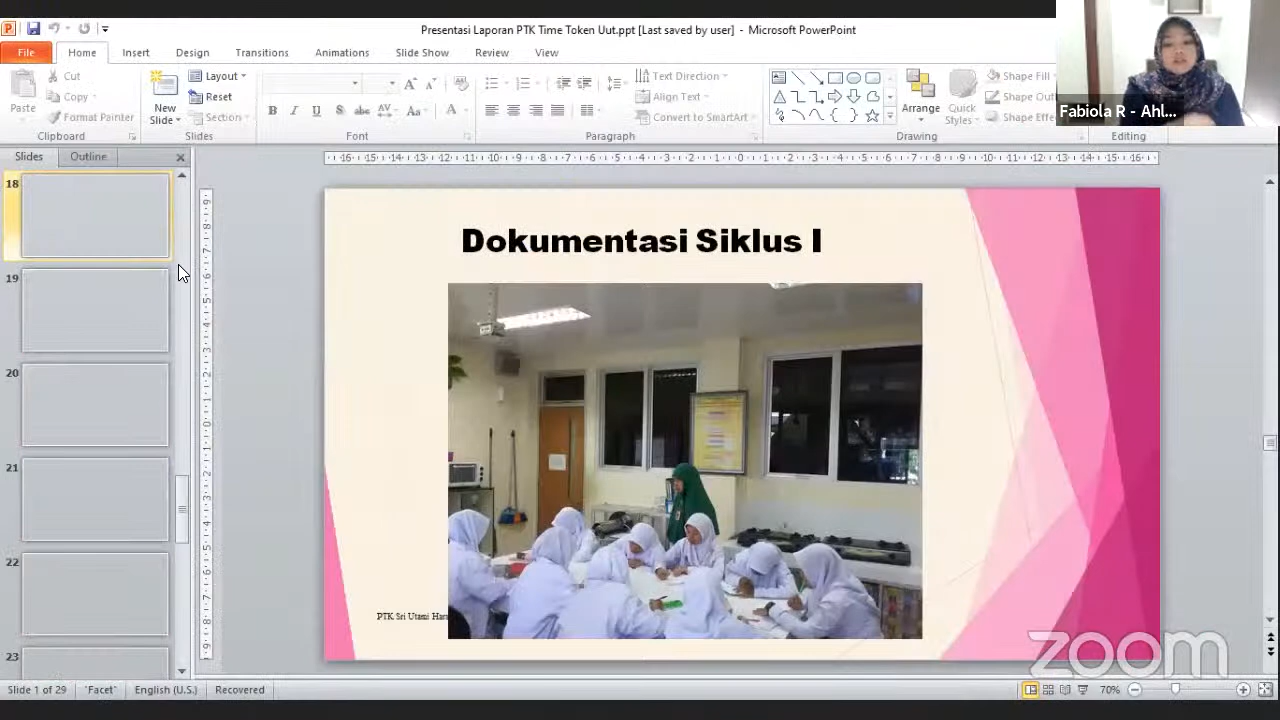 Presentasi Laporan PTK Time Token Uut.ppt [Last saved by user] - Microsoft PowerPoint
File Home Insert Design Transitions Animations Slide Show Review View
Cut
Copy
Format Painter
Paste
Clipboard
New
Slide
Layout
Reset
Section
Slides
B I U S abc AV Aa A
Font
Text Direction
Align Text
Convert to SmartArt
Paragraph
Arrange
Quick
Styles
Shape Fill
Shape
Shape
Drawing
Editing
Fabiola R - Ahl...
Slides Outline
18
19
20
21
22
23
Dokumentasi Siklus I
PTK Sri Utami
zoom
Slide 1 of 29 "Facet" English (U.S.) Recovered 70%